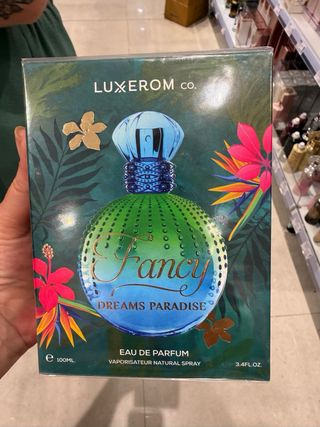 LUXEROM CO.
Fancy
DREAMS PARADISE
EAU DE PARFUM
VAPORISATEUR NATURAL SPRAY
e 100ML
3.4FL.OZ.